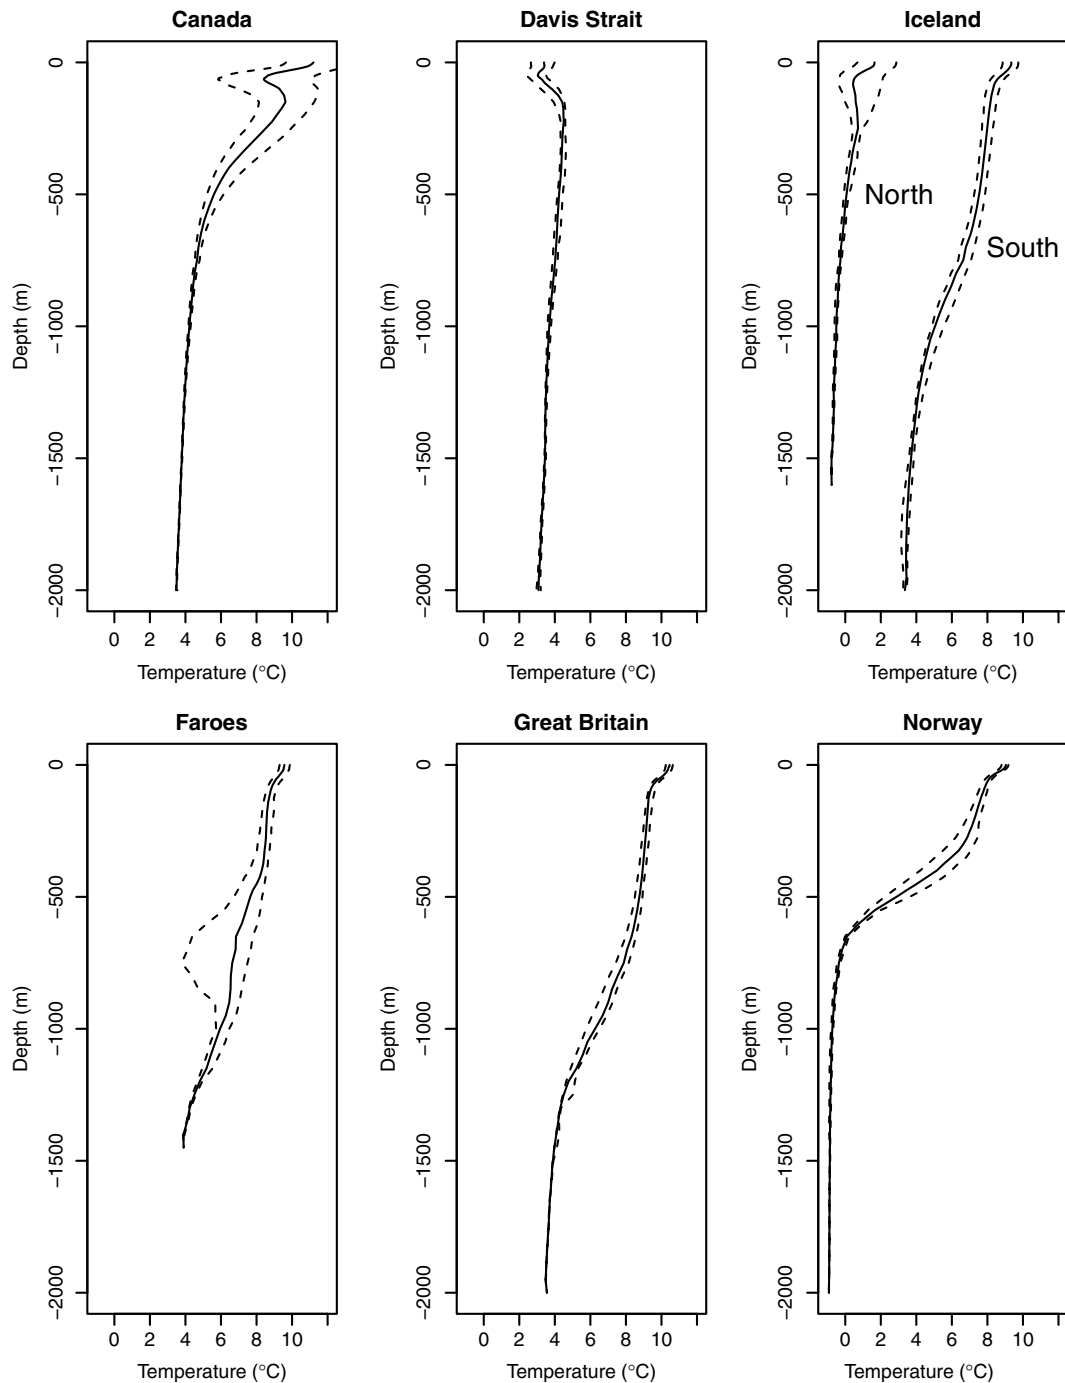 Canada
Davis Strait
Iceland
0
−500
−1000
−1500
−2000
Depth (m)
0 2 4 6 8 10
Temperature (°C)
0
−500
−1000
−1500
−2000
Depth (m)
0 2 4 6 8 10
Temperature (°C)
0
−500
−1000
−1500
−2000
Depth (m)
North
South
0 2 4 6 8 10
Temperature (°C)
Faroes
Great Britain
Norway
0
−500
−1000
−1500
−2000
Depth (m)
0 2 4 6 8 10
Temperature (°C)
0
−500
−1000
−1500
−2000
Depth (m)
0 2 4 6 8 10
Temperature (°C)
0
−500
−1000
−1500
−2000
Depth (m)
0 2 4 6 8 10
Temperature (°C)